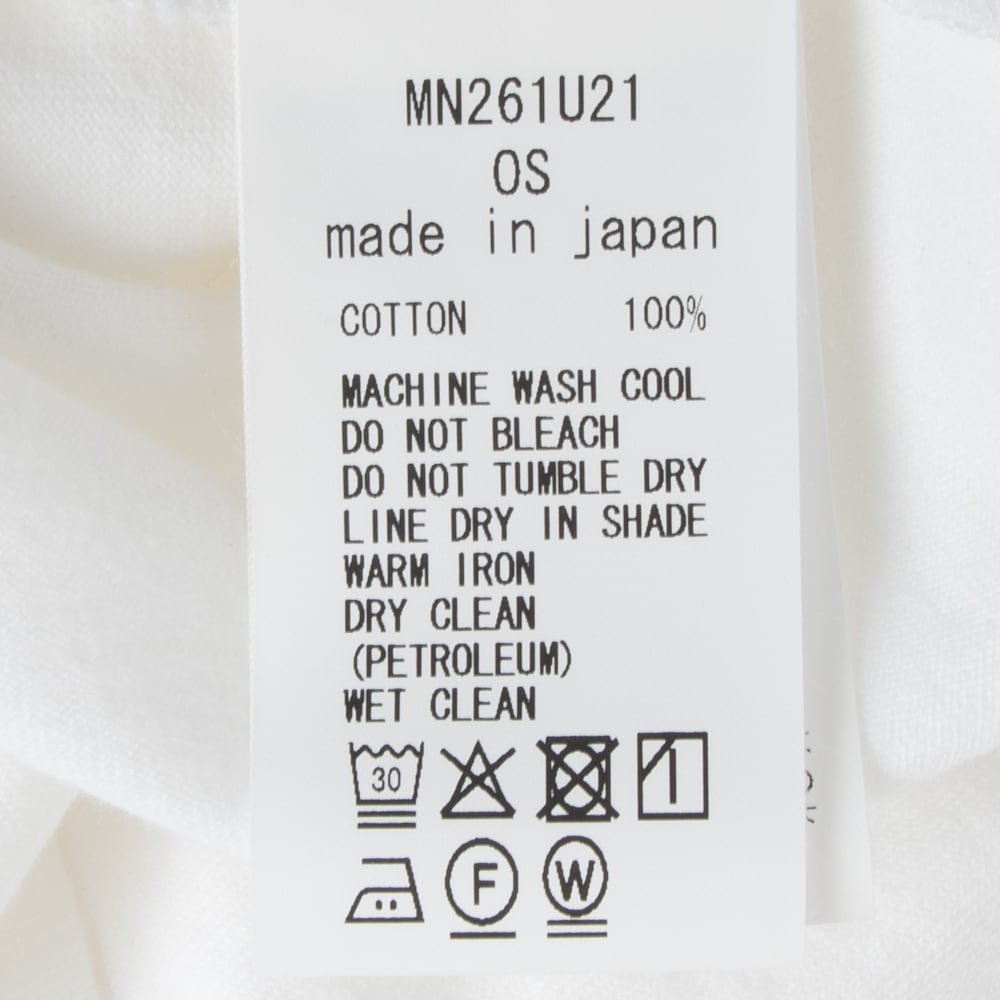 MN261U21
OS
made in japan
COTTON 100%
MACHINE WASH COOL
DO NOT BLEACH
DO NOT TUMBLE DRY
LINE DRY IN SHADE
WARM IRON
DRY CLEAN
(PETROLEUM)
WET CLEAN
30
F W